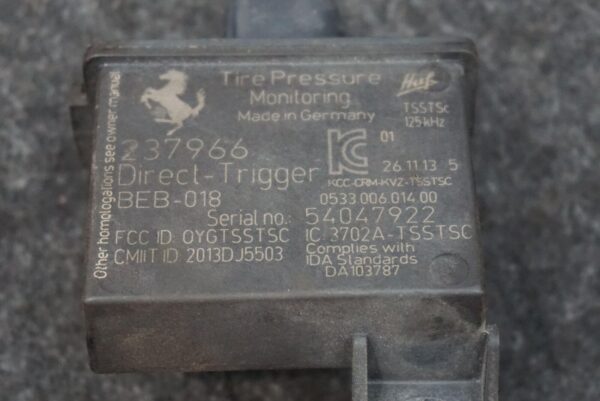 Tire Pressure
Monitoring
Made in Germany
Huf
TSSTSc
125kHz
01
26.11.13 5
KCC-CRM-KVZ-TSSTSC
237966
Direct-Trigger
BEB-018
0533.006.014.00
Serial no.: 54047922
FCC ID: OYGTSSTSC IC 3702A-TSSTSC
CMIIT ID: 2013DJ5503
Complies with
IDA Standards
DA103787
Other homologations see owner manual